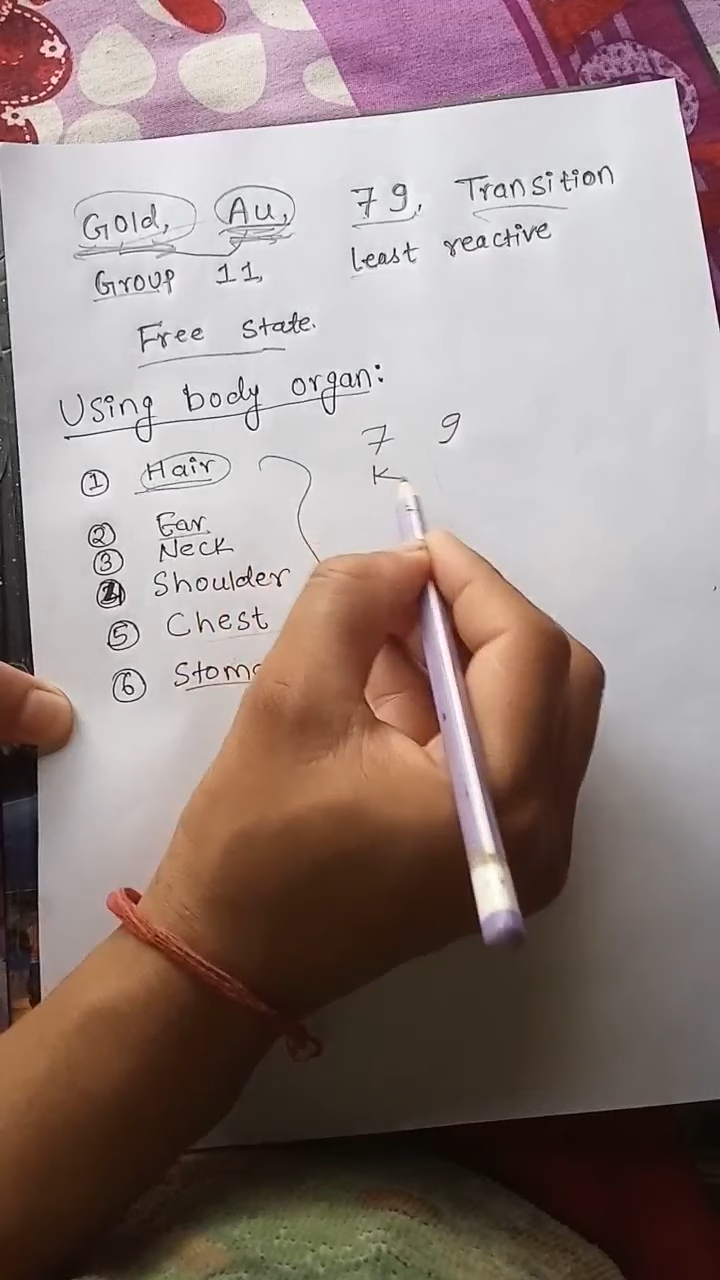 Gold, Au, 79, Transition
Group 11, least reactive
Free state.
Using body organ:
7 9
K
① Hair
② Ear
③ Neck
④ Shoulder
⑤ Chest
⑥ Stoma